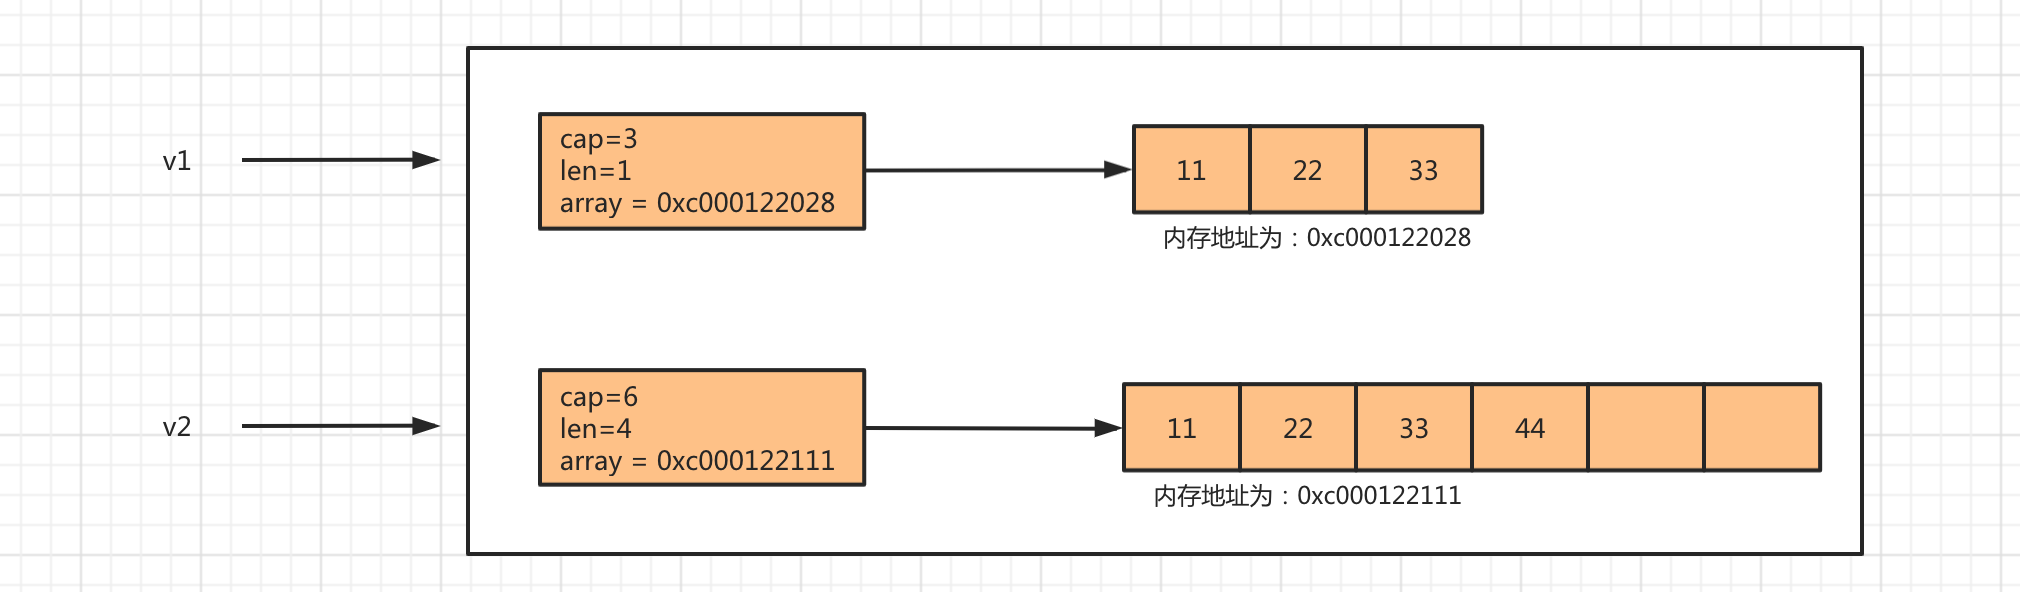 v1
cap=3
len=1
array = 0xc000122028
11 22 33
内存地址为：0xc000122028
v2
cap=6
len=4
array = 0xc000122111
11 22 33 44
内存地址为：0xc000122111